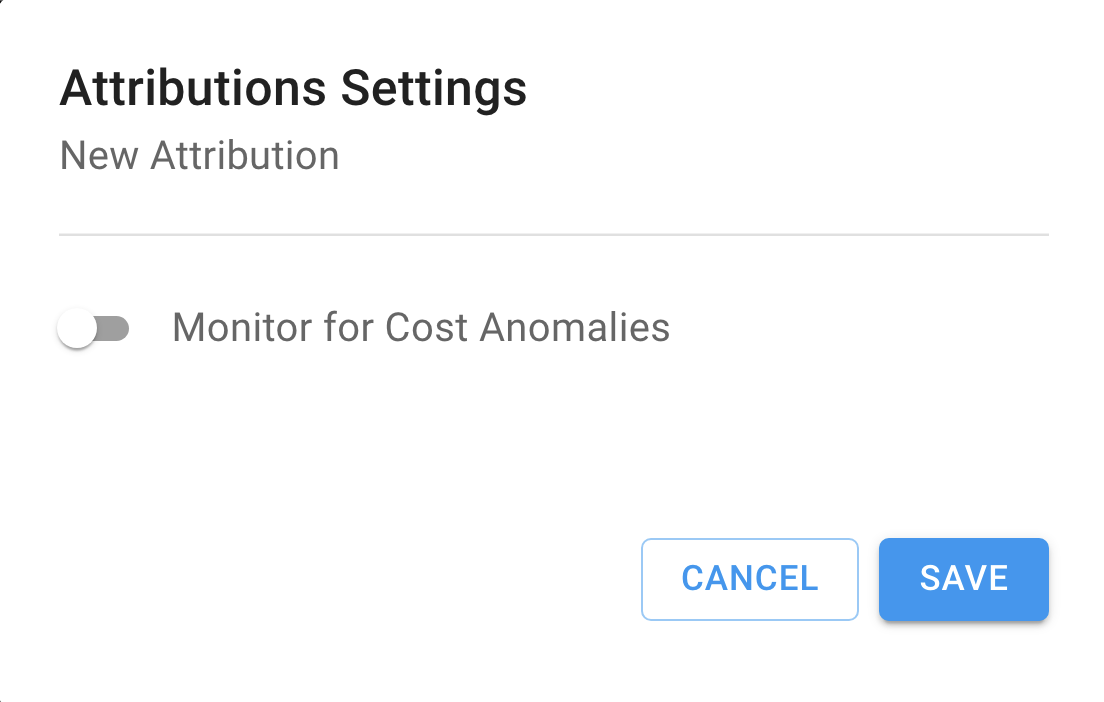 Attributions Settings
New Attribution
Monitor for Cost Anomalies
CANCEL
SAVE